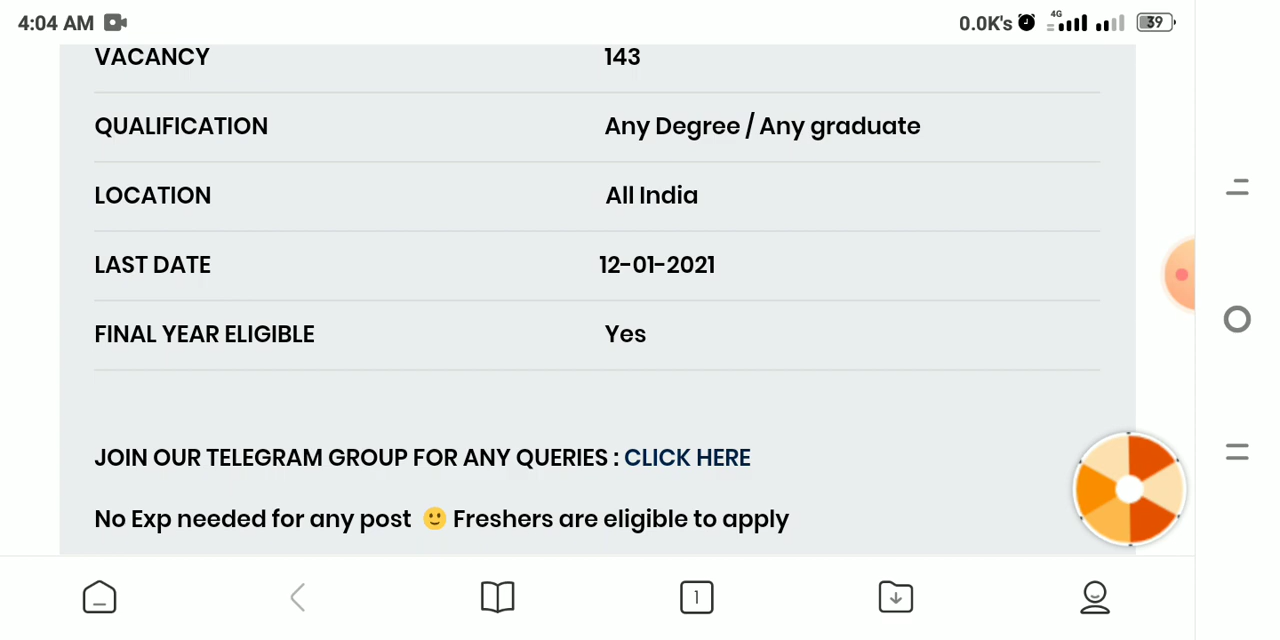 4:04 AM 0.0K's 4G 39
VACANCY 143
QUALIFICATION Any Degree / Any graduate
LOCATION All India
LAST DATE 12-01-2021
FINAL YEAR ELIGIBLE Yes
JOIN OUR TELEGRAM GROUP FOR ANY QUERIES : CLICK HERE
No Exp needed for any post 🙂 Freshers are eligible to apply
1